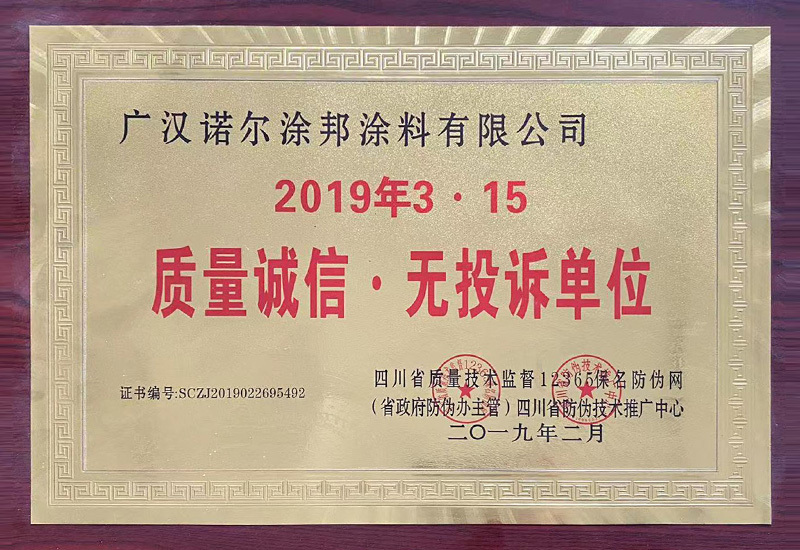 广汉诺尔涂邦涂料有限公司
2019年3·15
质量诚信·无投诉单位
证书编号:SCZJ2019022695492
四川省质量技术监督12365保名防伪网
(省政府防伪办主管)四川省防伪技术推广中心
二〇一九年二月